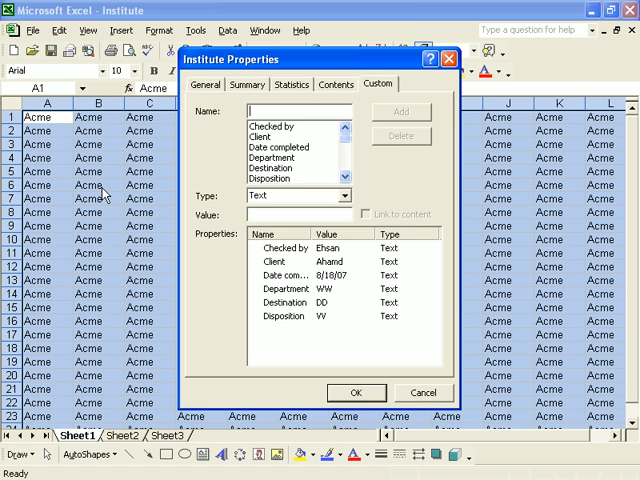 Microsoft Excel - Institute
File Edit View Insert Format Tools Data Window Help
Type a question for help
Arial 10 B
A1 fx Acme
Institute Properties
General Summary Statistics Contents Custom
Name: Add
Checked by
Client
Date completed
Department
Destination
Disposition
Delete
Type: Text
Value: Link to content
Properties: Name Value Type
Checked by Ehsan Text
Client Ahamd Text
Date com... 8/18/07 Text
Department WW Text
Destination DD Text
Disposition VV Text
OK Cancel
A B C J K L
1 Acme Acme Acme Acme Acme Acme
2 Acme Acme Acme Acme Acme Acme
3 Acme Acme Acme Acme Acme Acme
4 Acme Acme Acme Acme Acme Acme
5 Acme Acme Acme Acme Acme Acme
6 Acme Acme Acme Acme Acme Acme
7 Acme Acme Acme Acme Acme Acme
8 Acme Acme Acme Acme Acme Acme
9 Acme Acme Acme Acme Acme Acme
10 Acme Acme Acme Acme Acme Acme
11 Acme Acme Acme Acme Acme Acme
12 Acme Acme Acme Acme Acme Acme
13 Acme Acme Acme Acme Acme Acme
14 Acme Acme Acme Acme Acme Acme
15 Acme Acme Acme Acme Acme Acme
16 Acme Acme Acme Acme Acme Acme
17 Acme Acme Acme Acme Acme Acme
18 Acme Acme Acme Acme Acme Acme
19 Acme Acme Acme Acme Acme Acme
20 Acme Acme Acme Acme Acme Acme
21 Acme Acme Acme Acme Acme Acme
22 Acme Acme Acme Acme Acme Acme
23 Acme Acme Acme Acme Acme Acme Acme Acme Acme Acme Acme Acme
Sheet1 Sheet2 Sheet3
Draw AutoShapes
Ready